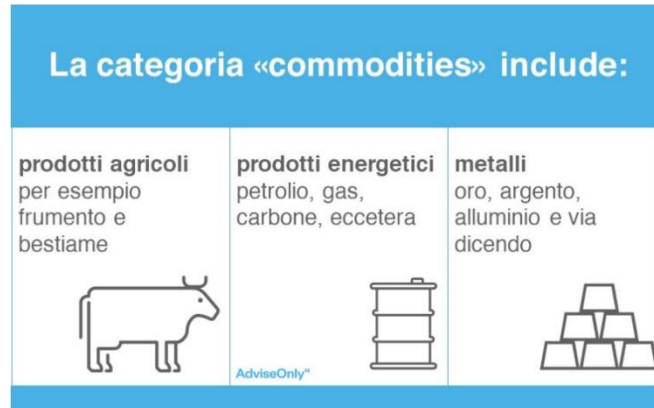 La categoria «commodities» include:
prodotti agricoli
per esempio
frumento e
bestiame
prodotti energetici
petrolio, gas,
carbone, eccetera
metalli
oro, argento,
alluminio e via
dicendo
AdviseOnly